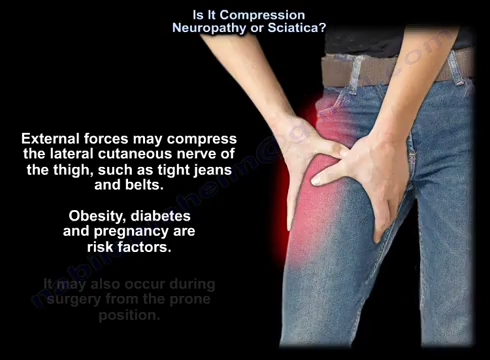 Is It Compression
Neuropathy or Sciatica?
External forces may compress
the lateral cutaneous nerve of
the thigh, such as tight jeans
and belts.
Obesity, diabetes
and pregnancy are
risk factors.
It may also occur during
surgery from the prone
position.